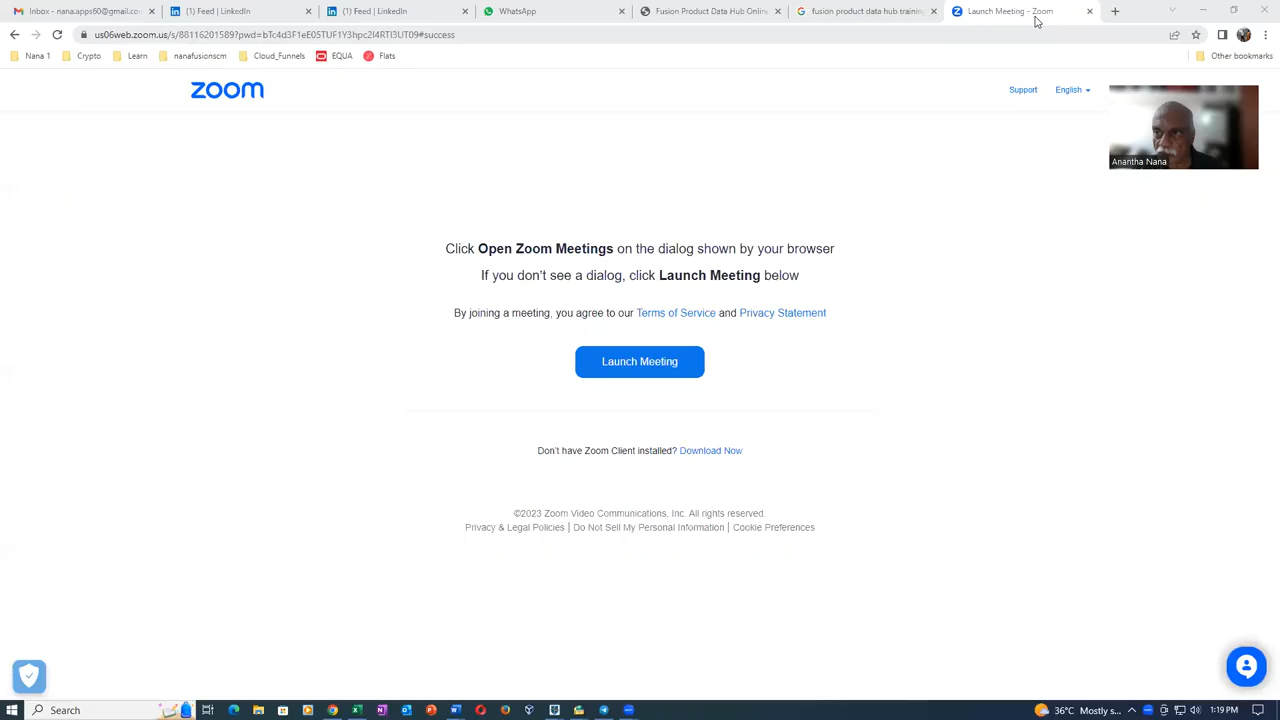 Inbox - nana.apps60@gmail.co
(1) Feed | LinkedIn
(1) Feed | LinkedIn
WhatsApp
Fusion Product Data Hub Onlin
fusion product data hub training
Launch Meeting - Zoom
us06web.zoom.us/s/88116201589?pwd=bTc4d3F1eE05TUF1Y3hpc2l4RTI3UT09#success
Nana 1
Crypto
Learn
nanafusionscm
Cloud_Funnels
EQUA
Flats
Other bookmarks
zoom
Support
English
Anantha Nana
Click Open Zoom Meetings on the dialog shown by your browser
If you don't see a dialog, click Launch Meeting below
By joining a meeting, you agree to our Terms of Service and Privacy Statement
Launch Meeting
Don't have Zoom Client installed? Download Now
©2023 Zoom Video Communications, Inc. All rights reserved.
Privacy & Legal Policies | Do Not Sell My Personal Information | Cookie Preferences
Search
36°C Mostly s...
1:19 PM